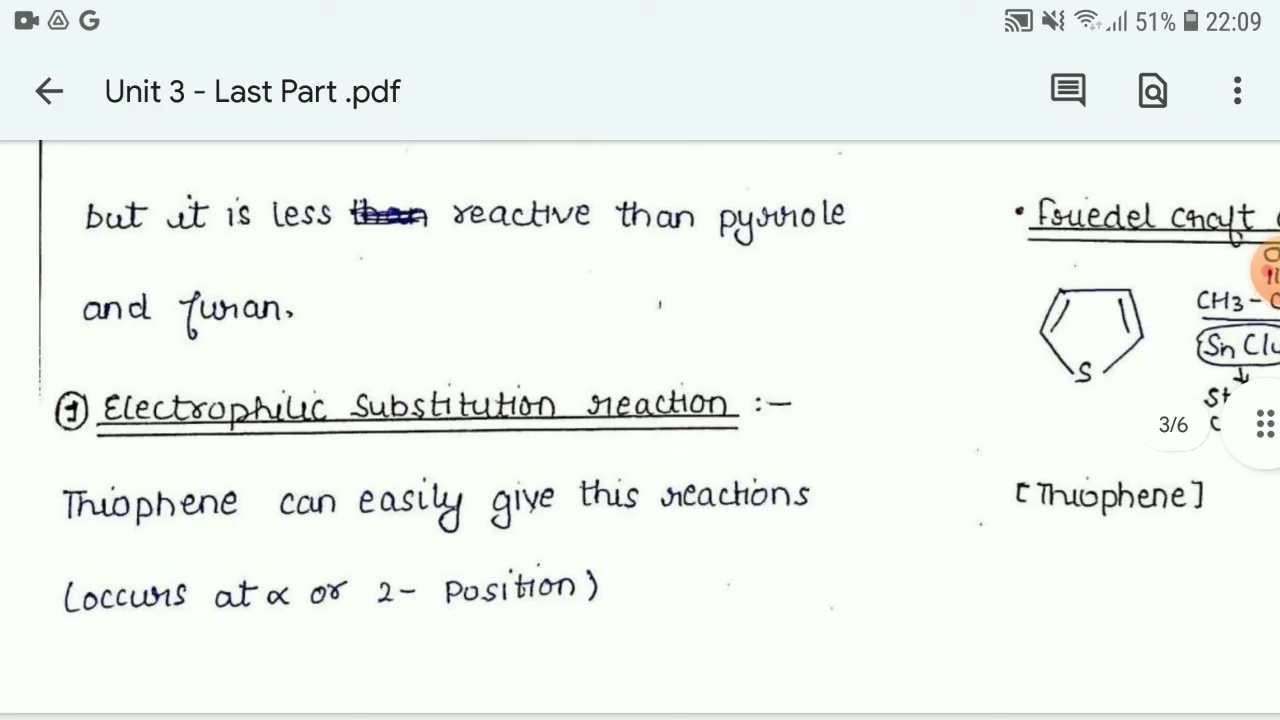 51% 22:09
Unit 3 - Last Part .pdf
but it is less than reactive than pyrrole
and furan.
① Electrophilic Substitution reaction :-
Thiophene can easily give this reactions
(occurs at α or 2- Position)
• Friedel Craft
CH3 - C
Sn Cl4
St
3/6
[Thiophene]
S